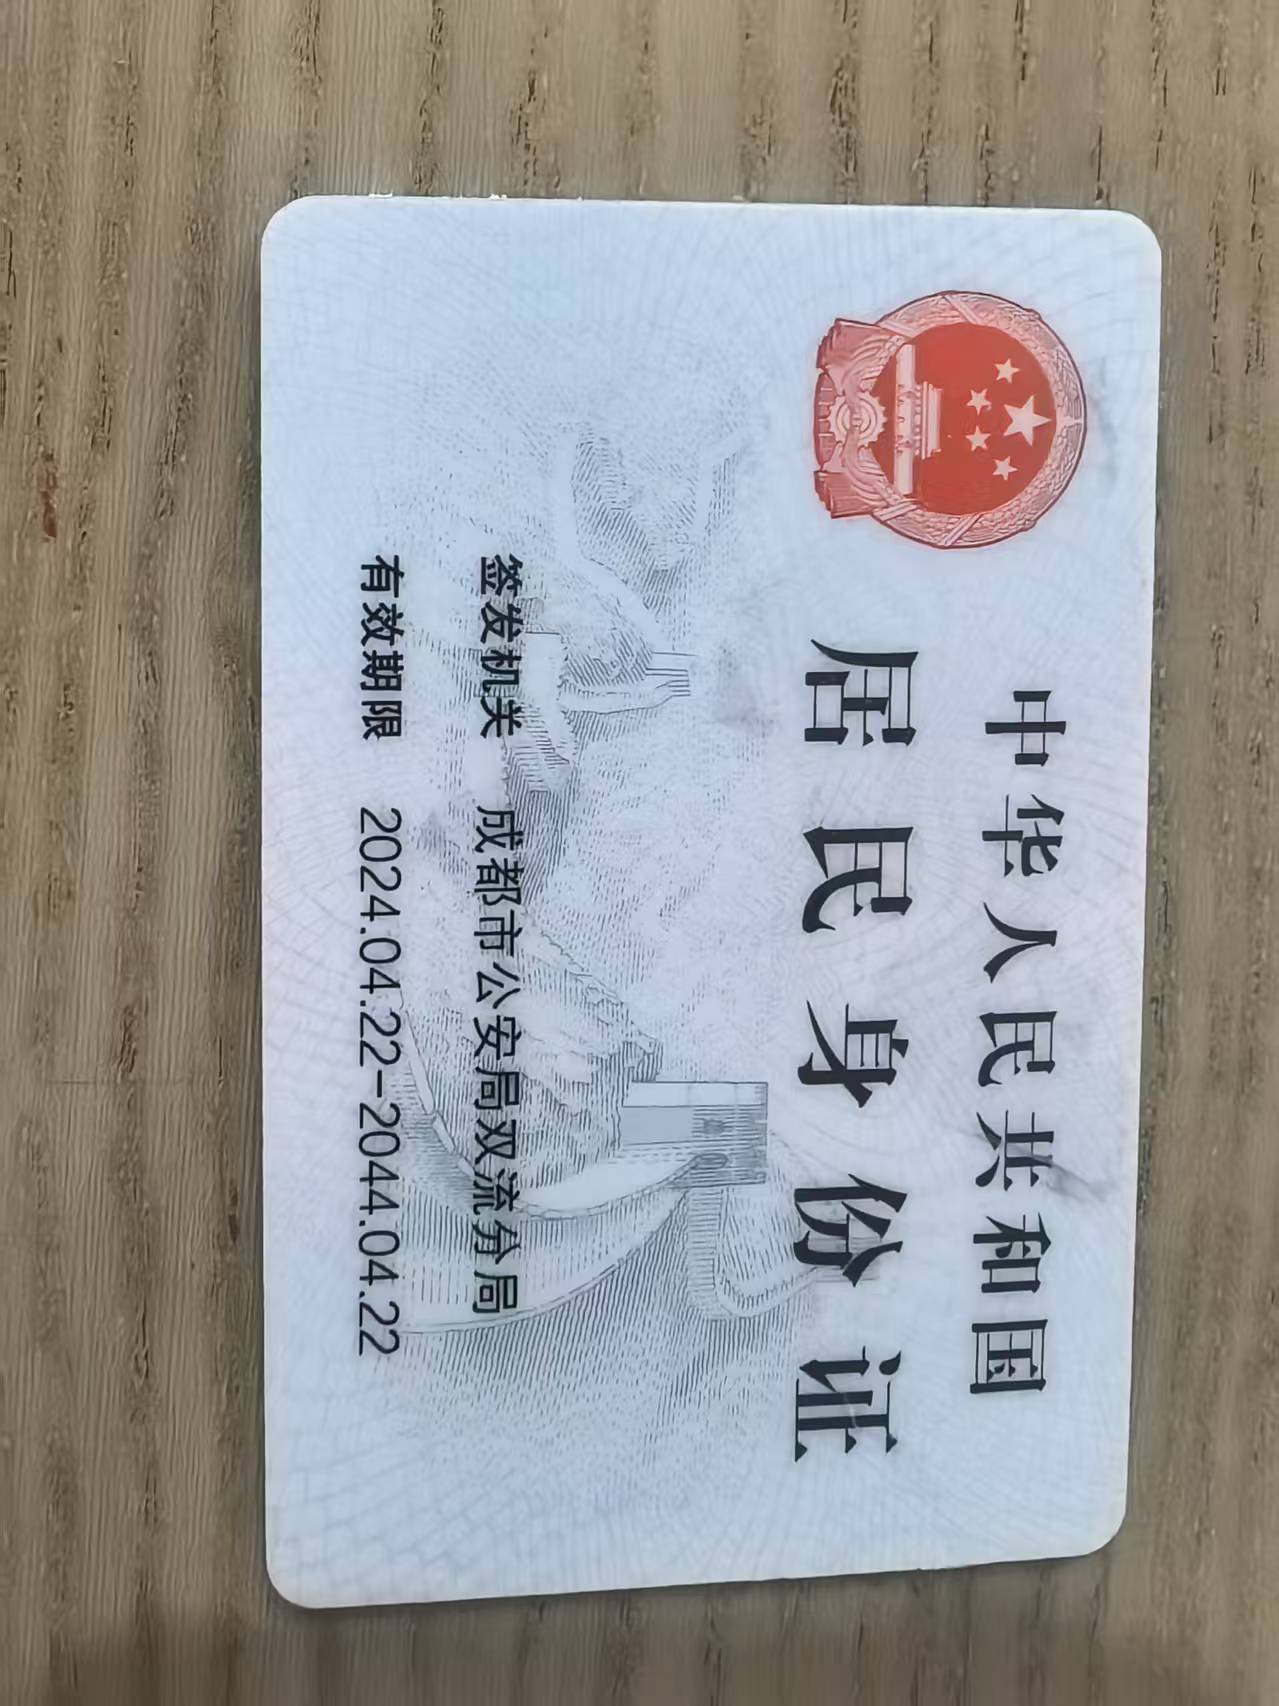 中华人民共和国
居民身份证
签发机关 成都市公安局双流分局
有效期限 2024.04.22-2044.04.22